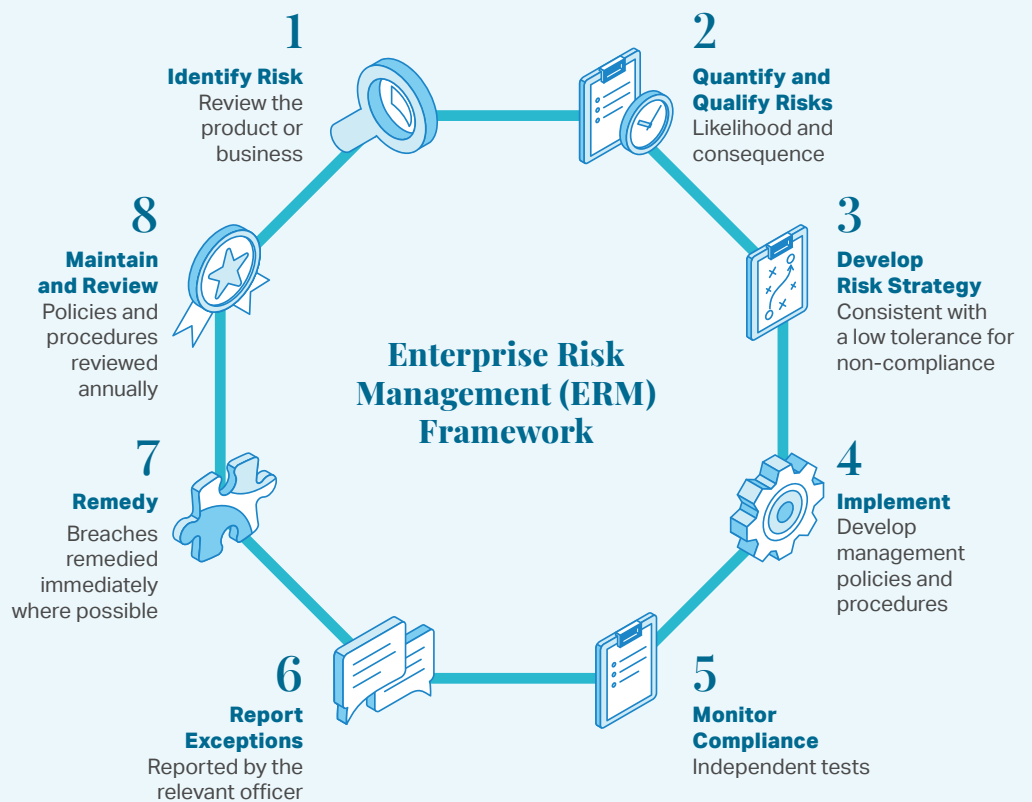 Enterprise Risk
Management (ERM)
Framework
1
Identify Risk
Review the
product or
business
2
Quantify and
Qualify Risks
Likelihood and
consequence
3
Develop
Risk Strategy
Consistent with
a low tolerance for
non-compliance
4
Implement
Develop
management
policies and
procedures
5
Monitor
Compliance
Independent tests
6
Report
Exceptions
Reported by the
relevant officer
7
Remedy
Breaches
remedied
immediately
where possible
8
Maintain
and Review
Policies and
procedures
reviewed
annually